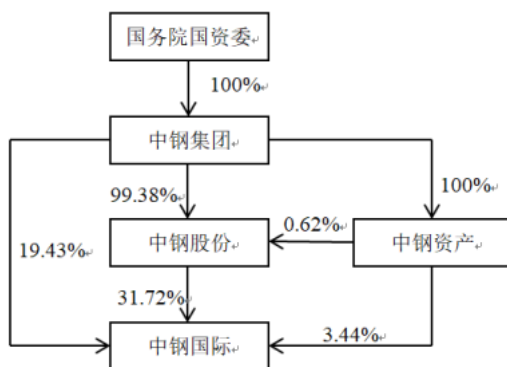 国务院国资委
100%
中钢集团
99.38%
100%
19.43%
中钢股份
0.62%
中钢资产
31.72%
3.44%
中钢国际